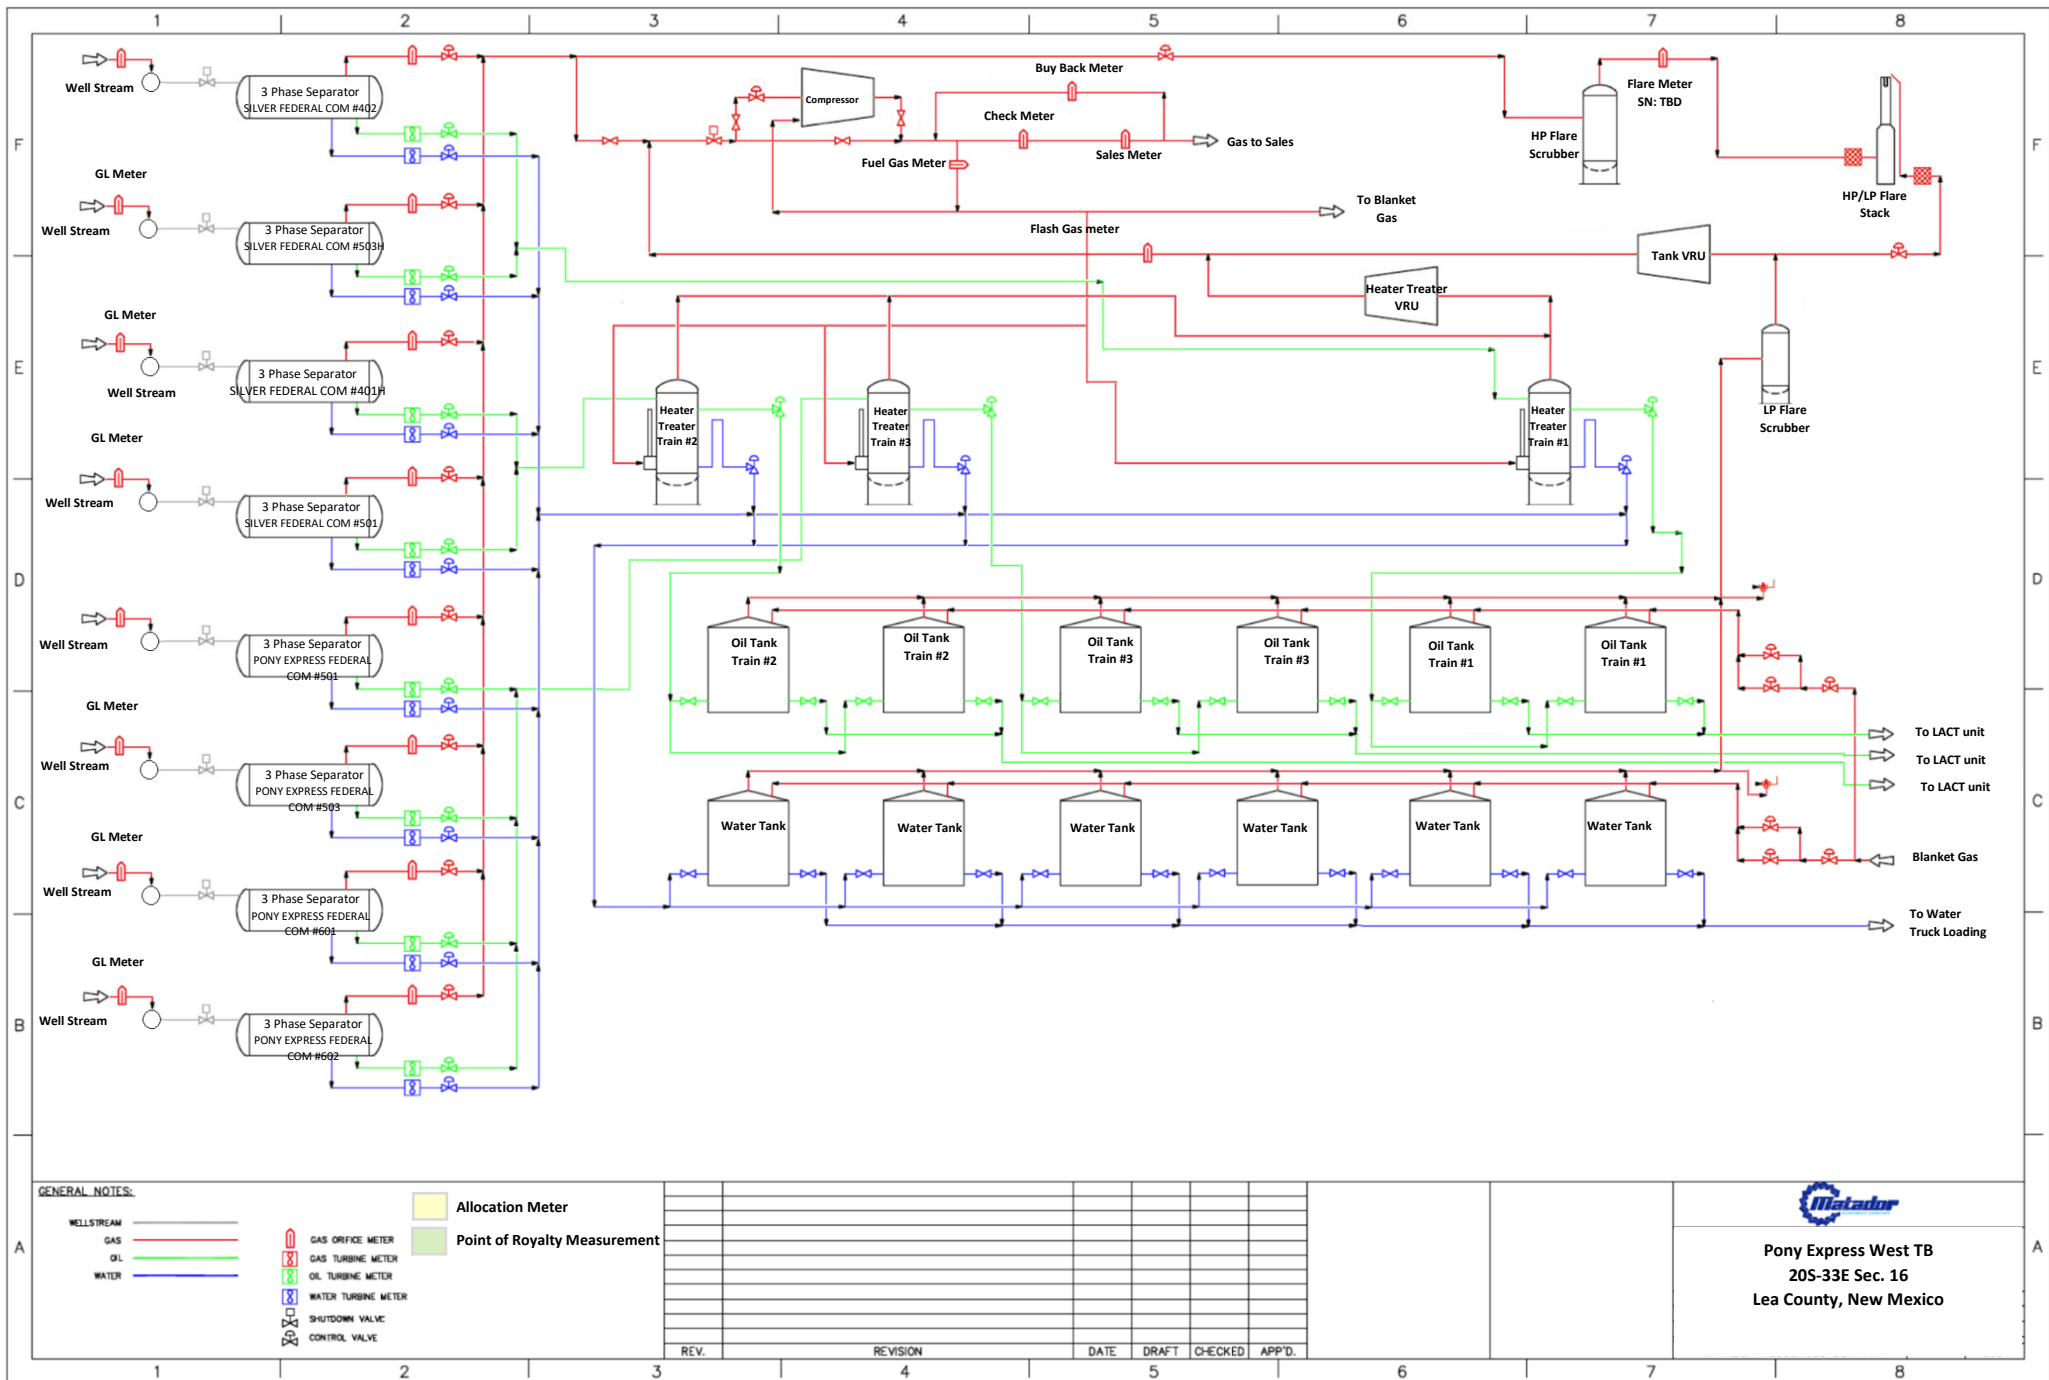 1 2 3 4 5 6 7 8
F
E
D
C
B
A
F
E
D
C
B
A
Well Stream
3 Phase Separator
SILVER FEDERAL COM #402
GL Meter
Well Stream
3 Phase Separator
SILVER FEDERAL COM #503H
GL Meter
Well Stream
3 Phase Separator
SILVER FEDERAL COM #401H
GL Meter
Well Stream
3 Phase Separator
SILVER FEDERAL COM #501
Well Stream
3 Phase Separator
PONY EXPRESS FEDERAL
COM #501
GL Meter
Well Stream
3 Phase Separator
PONY EXPRESS FEDERAL
COM #503
GL Meter
Well Stream
3 Phase Separator
PONY EXPRESS FEDERAL
COM #601
GL Meter
Well Stream
3 Phase Separator
PONY EXPRESS FEDERAL
COM #602
Compressor
Buy Back Meter
Check Meter
Sales Meter
Gas to Sales
Fuel Gas Meter
To Blanket
Gas
Flash Gas meter
HP Flare
Scrubber
Flare Meter
SN: TBD
HP/LP Flare
Stack
Tank VRU
Heater Treater
VRU
LP Flare
Scrubber
Heater
Treater
Train #2
Heater
Treater
Train #3
Heater
Treater
Train #1
Oil Tank
Train #2
Oil Tank
Train #2
Oil Tank
Train #3
Oil Tank
Train #3
Oil Tank
Train #1
Oil Tank
Train #1
To LACT unit
To LACT unit
To LACT unit
Water Tank
Water Tank
Water Tank
Water Tank
Water Tank
Water Tank
Blanket Gas
To Water
Truck Loading
GENERAL NOTES:
WELLSTREAM
GAS
OIL
WATER
GAS ORIFICE METER
GAS TURBINE METER
OIL TURBINE METER
WATER TURBINE METER
SHUTDOWN VALVE
CONTROL VALVE
Allocation Meter
Point of Royalty Measurement
REV. REVISION DATE DRAFT CHECKED APP'D.
Matador
Pony Express West TB
20S-33E Sec. 16
Lea County, New Mexico
1 2 3 4 5 6 7 8